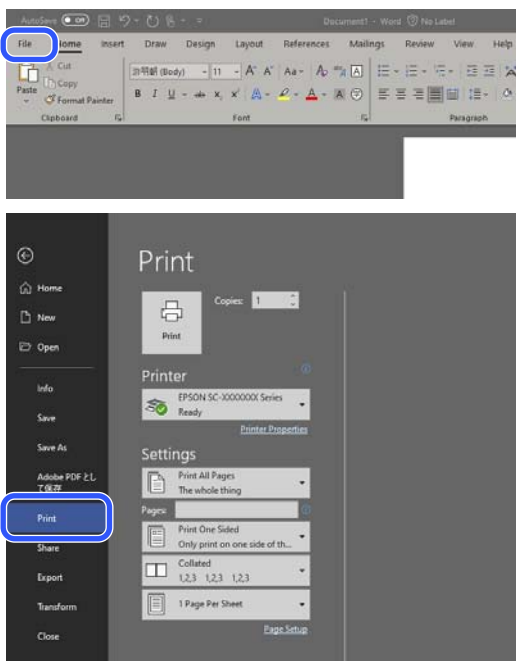 AutoSave Off Document1 - Word No Label
File Home Insert Draw Design Layout References Mailings Review View Help
Cut
Copy
Paste Format Painter
(Body) 11 A A Aa A A
B I U ab x x A A A
Clipboard Font Paragraph
Print
Home
New
Open
Copies: 1
Print
Info
Save
Save As
Adobe PDF とし
て保存
Print
Share
Export
Transform
Close
Printer
EPSON SC-XXXXXXX Series
Ready
Printer Properties
Settings
Print All Pages
The whole thing
Pages:
Print One Sided
Only print on one side of th...
Collated
1,2,3 1,2,3 1,2,3
1 Page Per Sheet
Page Setup